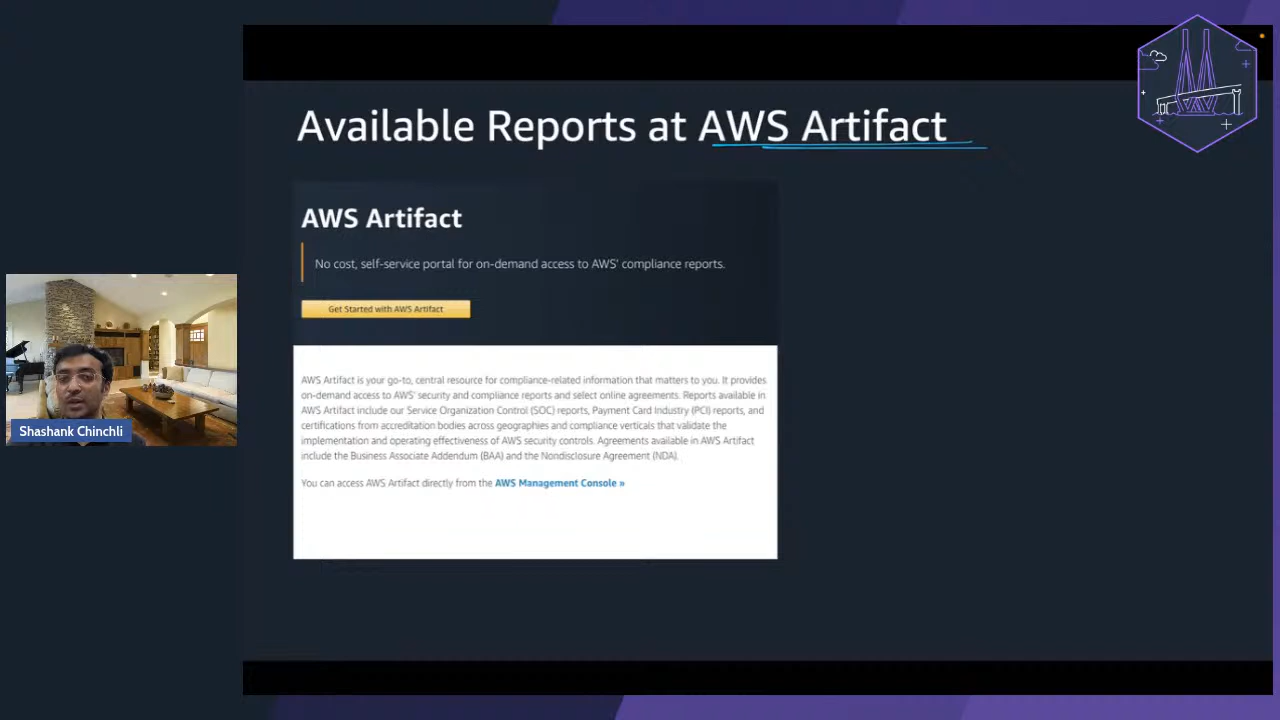 Available Reports at AWS Artifact
AWS Artifact
No cost, self-service portal for on-demand access to AWS' compliance reports.
Get Started with AWS Artifact
AWS Artifact is your go-to, central resource for compliance-related information that matters to you. It provides
on-demand access to AWS' security and compliance reports and select online agreements. Reports available in
AWS Artifact include our Service Organization Control (SOC) reports, Payment Card Industry (PCI) reports, and
certifications from accreditation bodies across geographies and compliance verticals that validate the
implementation and operating effectiveness of AWS security controls. Agreements available in AWS Artifact
include the Business Associate Addendum (BAA) and the Nondisclosure Agreement (NDA).
You can access AWS Artifact directly from the AWS Management Console »
Shashank Chinchli